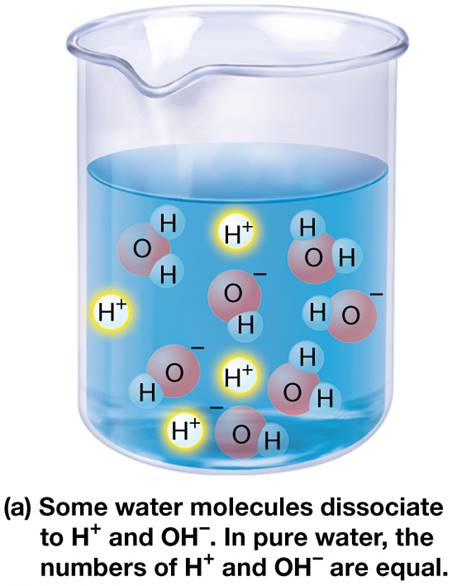 H
O
H
H⁺
H
O
H
H⁺
O
H
−
H
O
−
H
O
−
H⁺
H
O
H
H⁺
−
O
H
(a) Some water molecules dissociate
to H⁺ and OH⁻. In pure water, the
numbers of H⁺ and OH⁻ are equal.